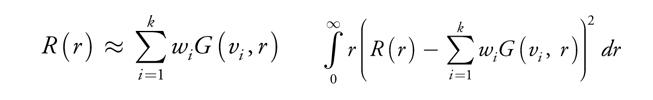 R(r) ≈ ∑_{i=1}^{k} w_i G(v_i, r)    ∫_0^∞ r ( R(r) − ∑_{i=1}^{k} w_i G(v_i, r) )^2 dr